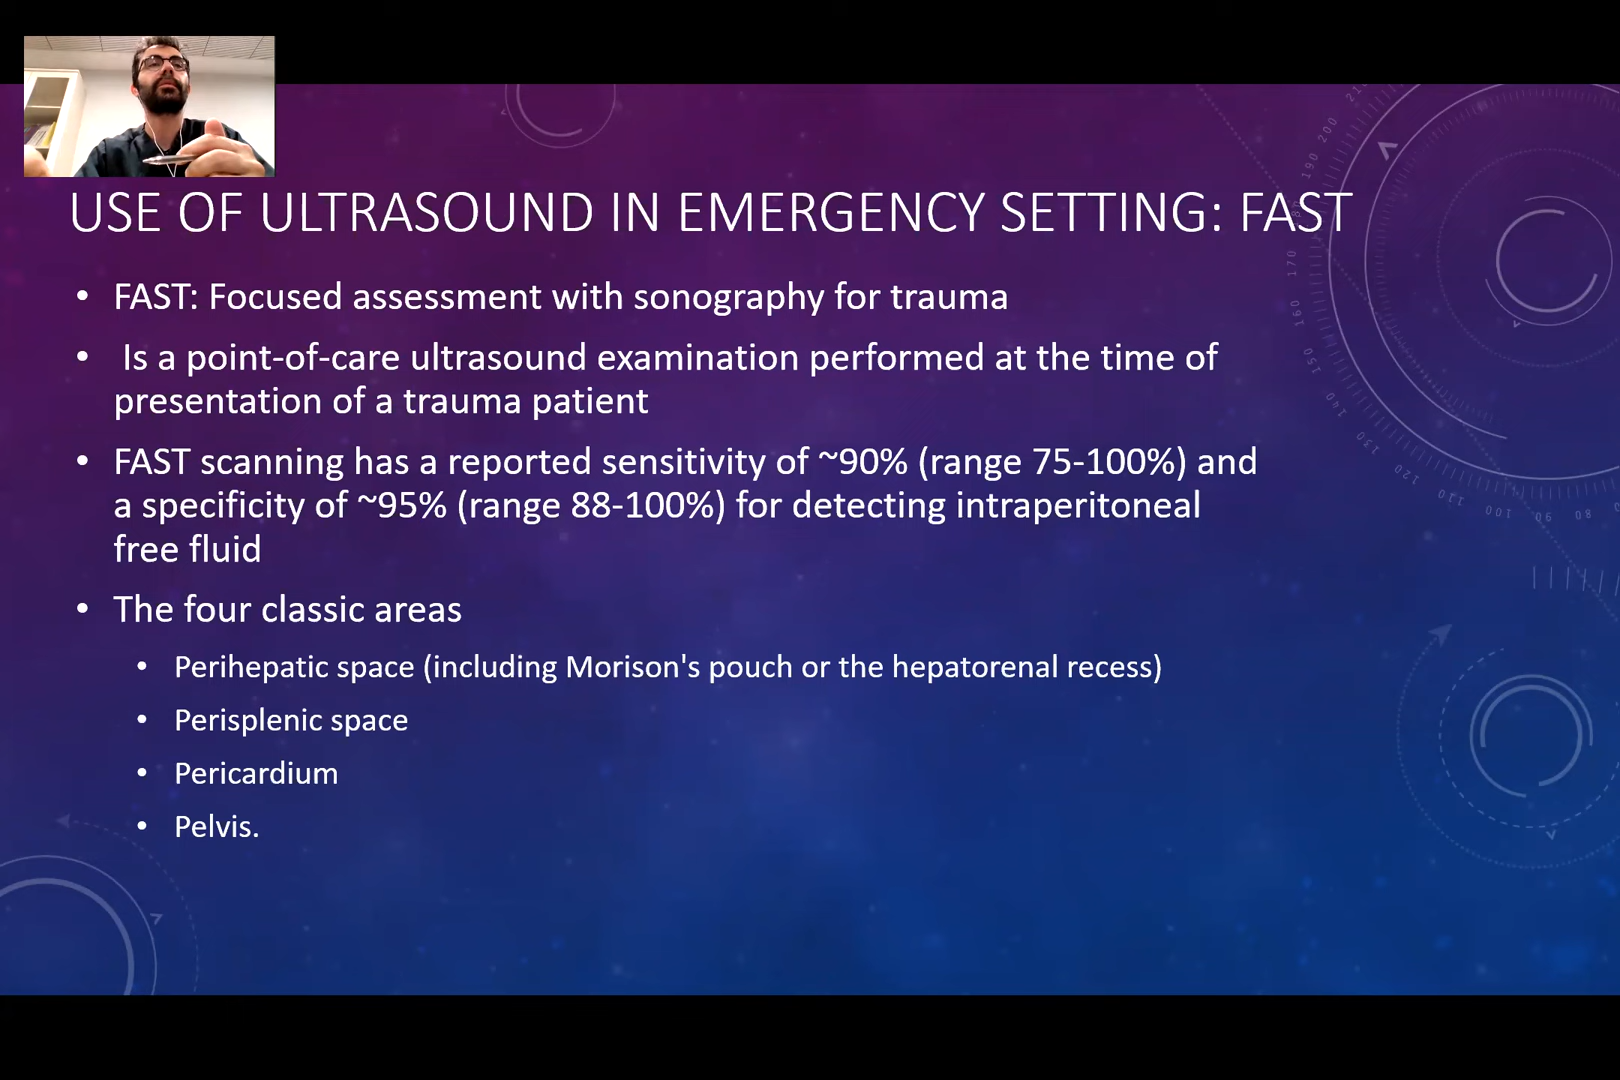 USE OF ULTRASOUND IN EMERGENCY SETTING: FAST
• FAST: Focused assessment with sonography for trauma
• Is a point-of-care ultrasound examination performed at the time of
presentation of a trauma patient
• FAST scanning has a reported sensitivity of ~90% (range 75-100%) and
a specificity of ~95% (range 88-100%) for detecting intraperitoneal
free fluid
• The four classic areas
• Perihepatic space (including Morison's pouch or the hepatorenal recess)
• Perisplenic space
• Pericardium
• Pelvis.